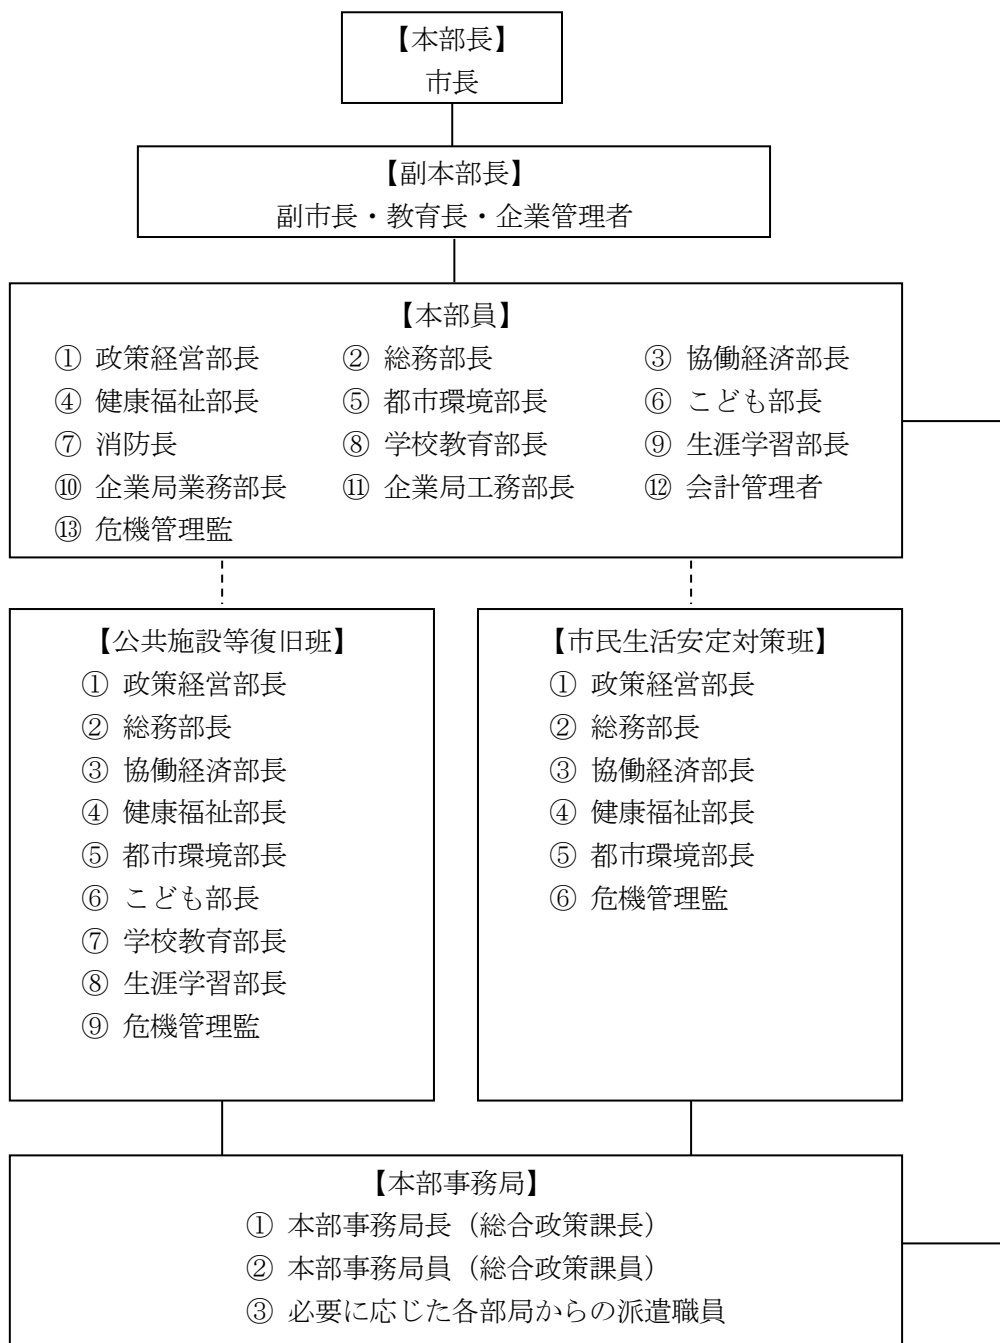 【本部長】
市長
【副本部長】
副市長・教育長・企業管理者
【本部員】
① 政策経営部長 ② 総務部長 ③ 協働経済部長
④ 健康福祉部長 ⑤ 都市環境部長 ⑥ こども部長
⑦ 消防長 ⑧ 学校教育部長 ⑨ 生涯学習部長
⑩ 企業局業務部長 ⑪ 企業局工務部長 ⑫ 会計管理者
⑬ 危機管理監
【公共施設等復旧班】
① 政策経営部長
② 総務部長
③ 協働経済部長
④ 健康福祉部長
⑤ 都市環境部長
⑥ こども部長
⑦ 学校教育部長
⑧ 生涯学習部長
⑨ 危機管理監
【市民生活安定対策班】
① 政策経営部長
② 総務部長
③ 協働経済部長
④ 健康福祉部長
⑤ 都市環境部長
⑥ 危機管理監
【本部事務局】
① 本部事務局長（総合政策課長）
② 本部事務局員（総合政策課員）
③ 必要に応じた各部局からの派遣職員